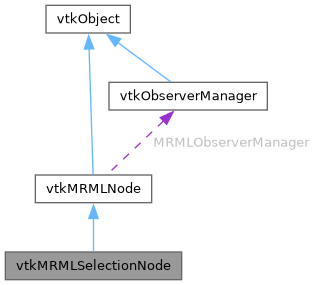 vtkObject
vtkObserverManager
MRMLObserverManager
vtkMRMLNode
vtkMRMLSelectionNode